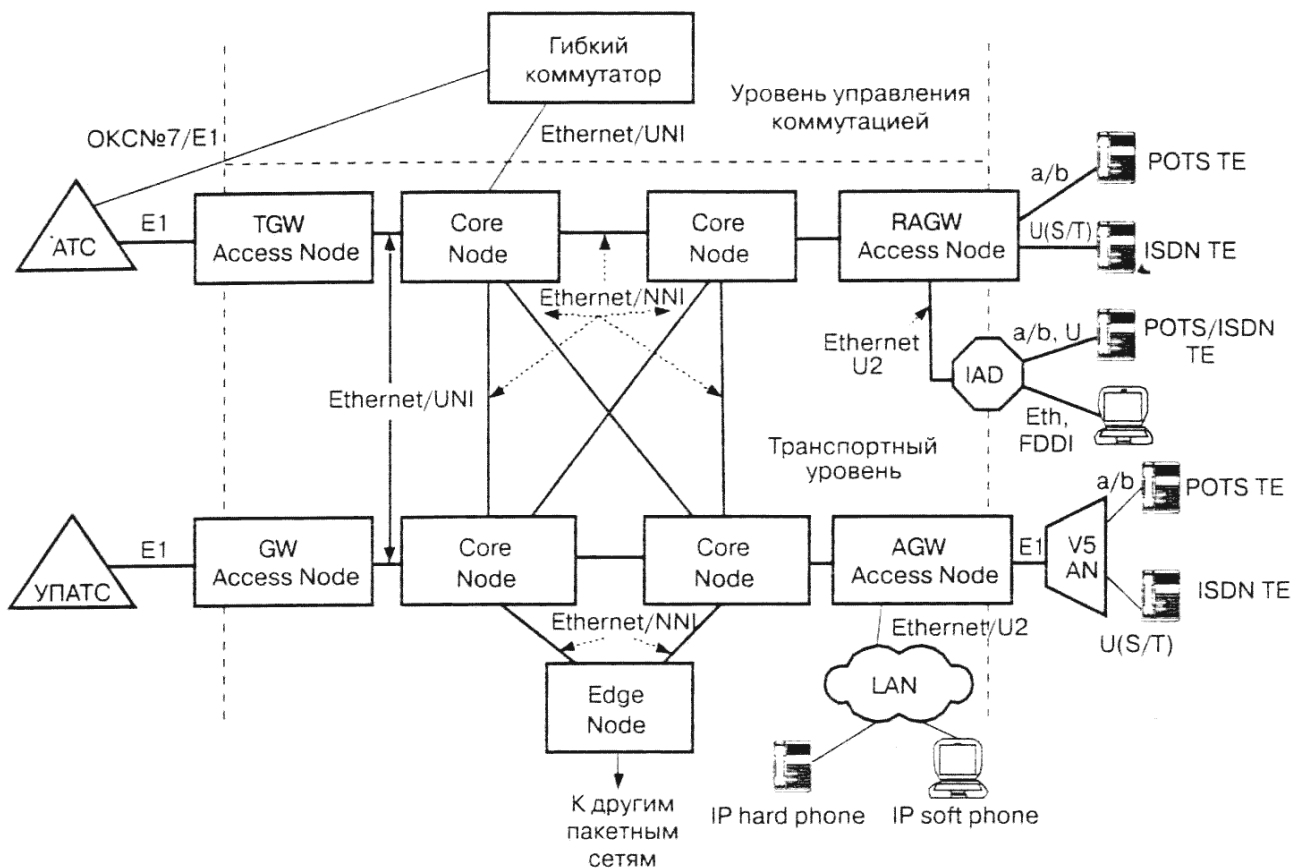 Гибкий
коммутатор
Уровень управления
коммутацией
ОКС№7/E1
Ethernet/UNI
POTS TE
a/b
АТС
E1
TGW
Access Node
Core
Node
Core
Node
RAGW
Access Node
U(S/T)
ISDN TE
Ethernet/NNI
Ethernet
U2
a/b, U
POTS/ISDN
TE
IAD
Ethernet/UNI
Eth,
FDDI
Транспортный
уровень
a/b
POTS TE
УПАТС
E1
GW
Access Node
Core
Node
Core
Node
AGW
Access Node
E1
V5
AN
ISDN TE
Ethernet/NNI
Ethernet/U2
U(S/T)
LAN
Edge
Node
IP hard phone
IP soft phone
К другим
пакетным
сетям